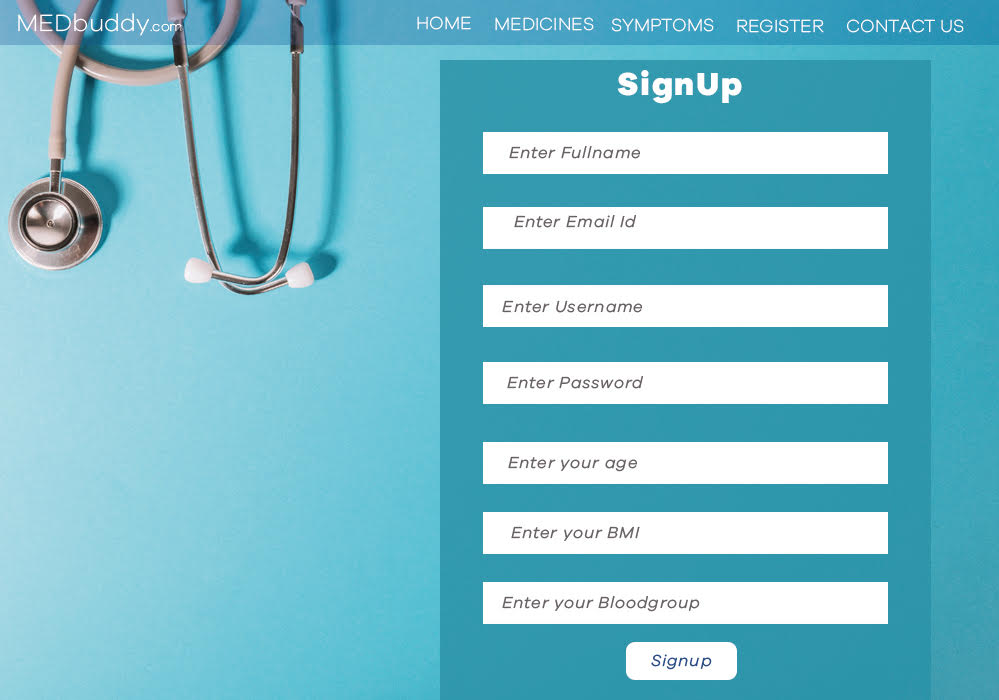 MEDbuddy.com HOME MEDICINES SYMPTOMS REGISTER CONTACT US
SignUp
Enter Fullname
Enter Email Id
Enter Username
Enter Password
Enter your age
Enter your BMI
Enter your Bloodgroup
Signup